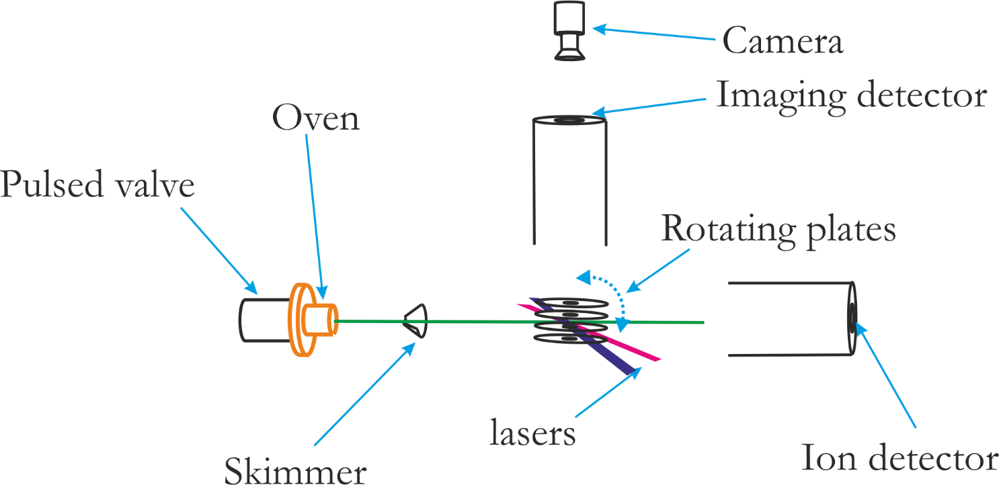 Camera
Imaging detector
Oven
Pulsed valve
Rotating plates
lasers
Skimmer
Ion detector